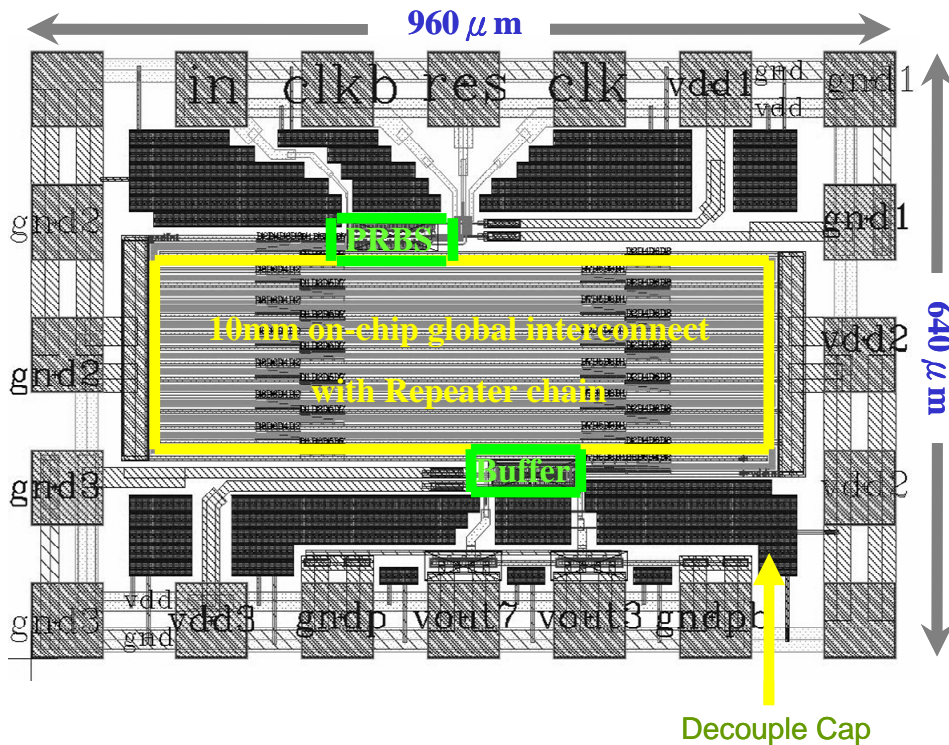 960 μm
in clkb res clk vdd1 gnd gnd1
vdd
gnd2 gnd1
PRBS
10mm on-chip global interconnect
with Repeater chain
gnd2 vdd2
640 μm
Buffer
gnd3 vdd2
vdd
gnd3 vdd3 gndp vout7 vout3 gndpb
gnd
Decouple Cap